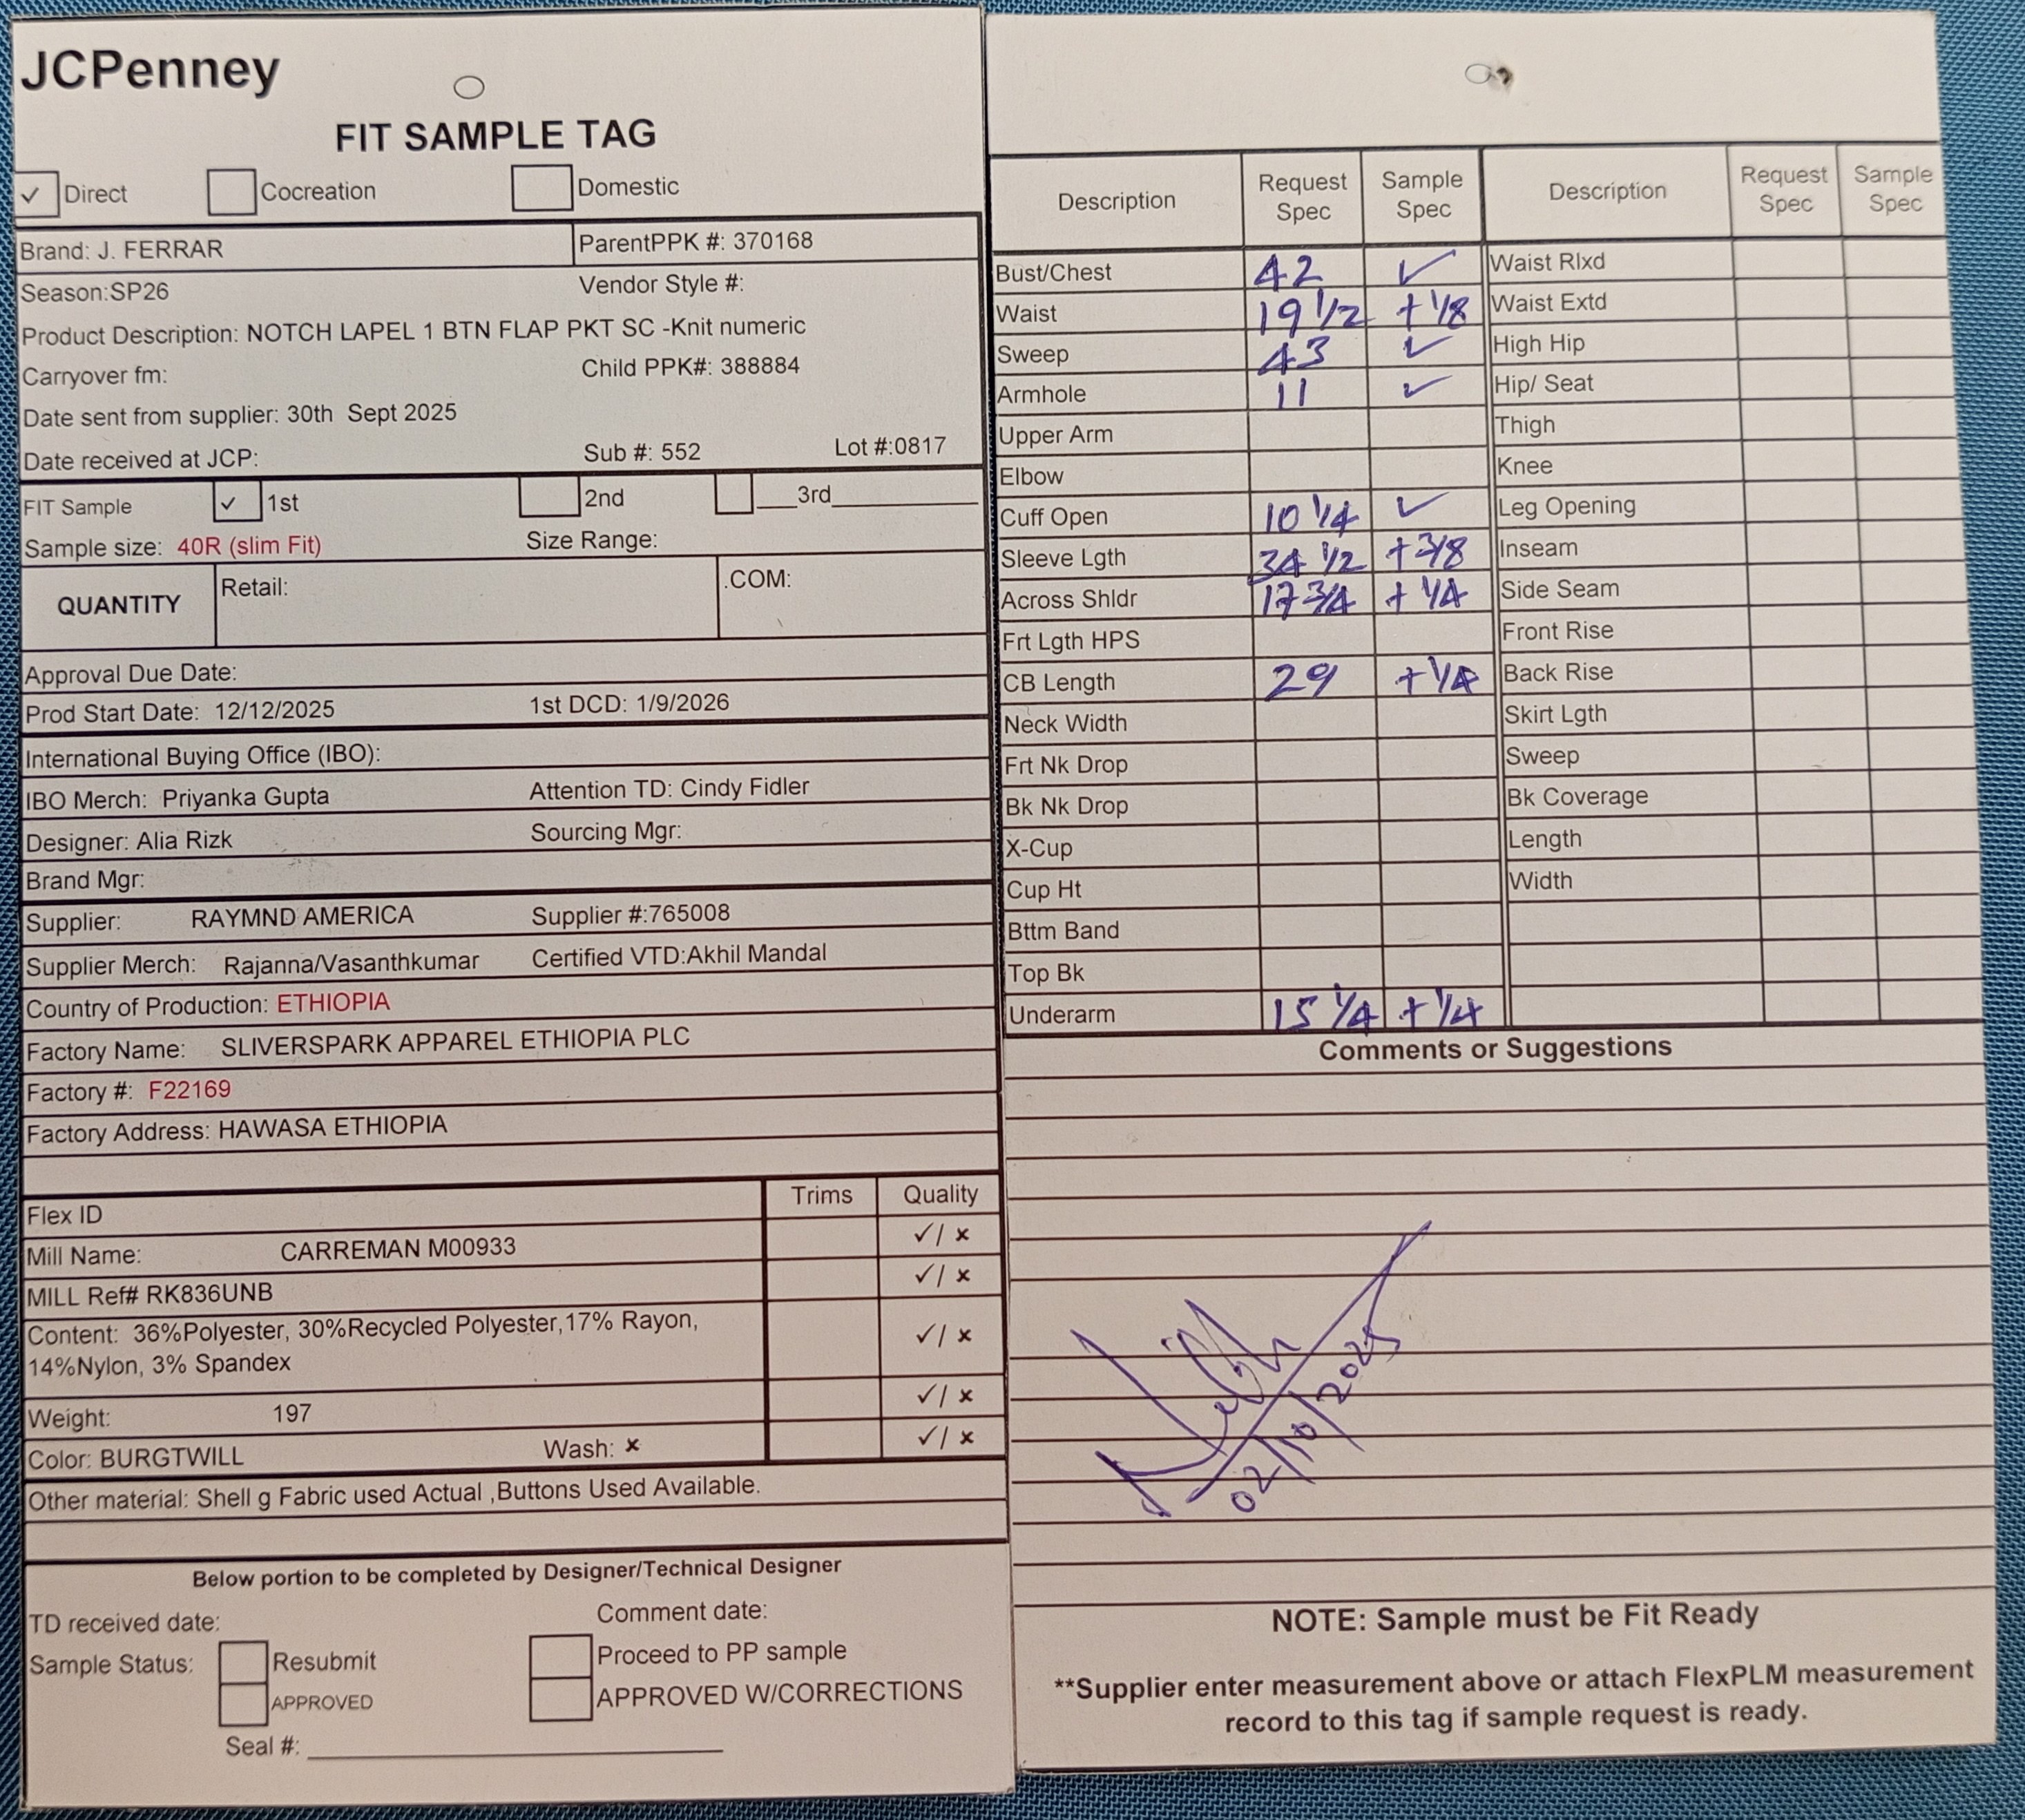 JCPenney
FIT SAMPLE TAG
✓ Direct Cocreation Domestic
Brand: J. FERRAR ParentPPK #: 370168
Season:SP26 Vendor Style #:
Product Description: NOTCH LAPEL 1 BTN FLAP PKT SC -Knit numeric
Carryover fm: Child PPK#: 388884
Date sent from supplier: 30th Sept 2025
Date received at JCP: Sub #: 552 Lot #:0817
FIT Sample ✓ 1st 2nd ___3rd
Sample size: 40R (slim Fit) Size Range:
QUANTITY Retail: .COM:
Approval Due Date:
Prod Start Date: 12/12/2025 1st DCD: 1/9/2026
International Buying Office (IBO):
IBO Merch: Priyanka Gupta Attention TD: Cindy Fidler
Designer: Alia Rizk Sourcing Mgr:
Brand Mgr:
Supplier: RAYMND AMERICA Supplier #:765008
Supplier Merch: Rajanna/Vasanthkumar Certified VTD:Akhil Mandal
Country of Production: ETHIOPIA
Factory Name: SLIVERSPARK APPAREL ETHIOPIA PLC
Factory #: F22169
Factory Address: HAWASA ETHIOPIA
Trims Quality
Flex ID
✓/ x
Mill Name: CARREMAN M00933
✓/ x
MILL Ref# RK836UNB
Content: 36%Polyester, 30%Recycled Polyester,17% Rayon, ✓/ x
14%Nylon, 3% Spandex
Weight: 197 ✓/ x
Color: BURGTWILL Wash: x ✓/ x
Other material: Shell g Fabric used Actual ,Buttons Used Available.
Below portion to be completed by Designer/Technical Designer
TD received date: Comment date:
Sample Status: Resubmit Proceed to PP sample
APPROVED APPROVED W/CORRECTIONS
Seal #:
Description Request Spec Sample Spec Description Request Spec Sample Spec
Bust/Chest 42 ✓ Waist Rlxd
Waist 19 1/2 + 1/8 Waist Extd
Sweep 43 ✓ High Hip
Armhole 11 ✓ Hip/ Seat
Upper Arm Thigh
Elbow Knee
Cuff Open 10 1/4 ✓ Leg Opening
Sleeve Lgth 34 1/2 + 3/8 Inseam
Across Shldr 17 3/4 + 1/4 Side Seam
Frt Lgth HPS Front Rise
CB Length 29 + 1/4 Back Rise
Neck Width Skirt Lgth
Frt Nk Drop Sweep
Bk Nk Drop Bk Coverage
X-Cup Length
Cup Ht Width
Bttm Band
Top Bk
Underarm 15 1/4 + 1/4
Comments or Suggestions
02/10/2025
NOTE: Sample must be Fit Ready
**Supplier enter measurement above or attach FlexPLM measurement
record to this tag if sample request is ready.